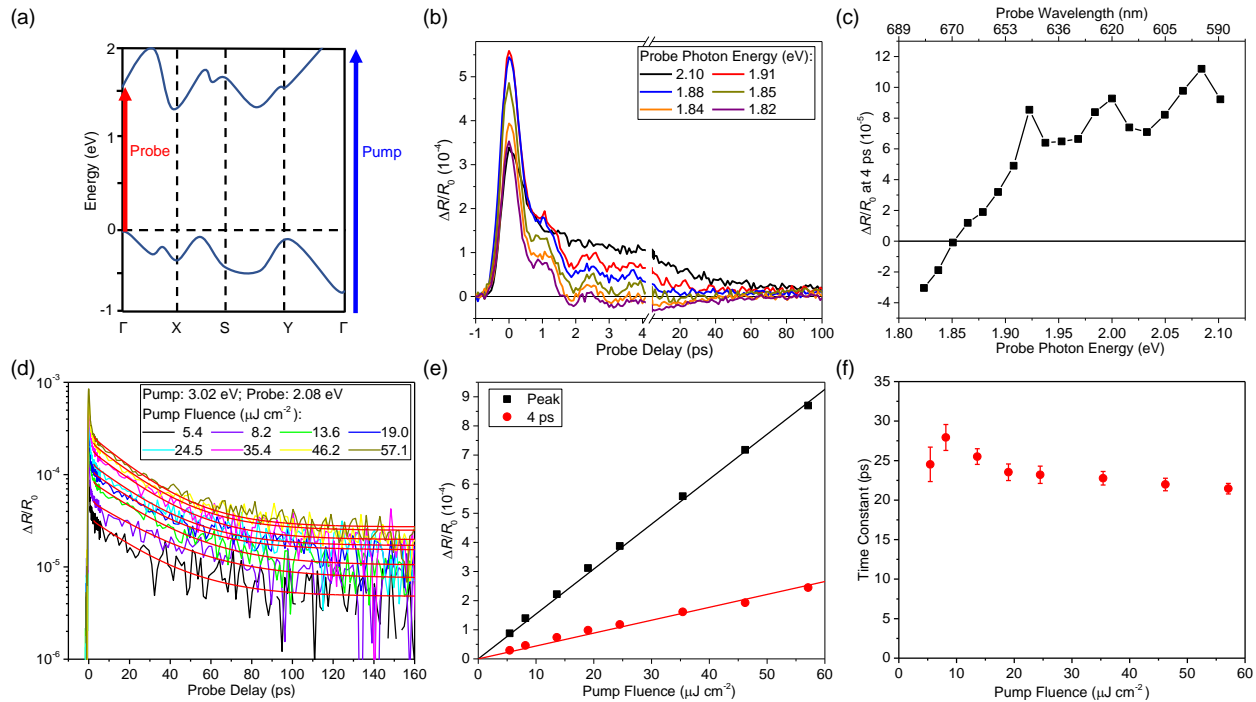 (a)
2
1
0
-1
Energy (eV)
Probe
Pump
Γ X S Y Γ
(b)
Probe Photon Energy (eV):
2.10 1.91
1.88 1.85
1.84 1.82
5
4
3
2
1
0
ΔR/R0 (10-4)
-1 0 1 2 3 4 20 40 60 80 100
Probe Delay (ps)
(c)
Probe Wavelength (nm)
689 670 653 636 620 605 590
12
10
8
6
4
2
0
-2
-4
ΔR/R0 at 4 ps (10-5)
1.80 1.85 1.90 1.95 2.00 2.05 2.10
Probe Photon Energy (eV)
(d)
Pump: 3.02 eV; Probe: 2.08 eV
Pump Fluence (μJ cm-2):
5.4 8.2 13.6 19.0
24.5 35.4 46.2 57.1
10-3
10-4
10-5
10-6
ΔR/R0
0 20 40 60 80 100 120 140 160
Probe Delay (ps)
(e)
Peak
4 ps
9
8
7
6
5
4
3
2
1
0
ΔR/R0 (10-4)
0 10 20 30 40 50 60
Pump Fluence (μJ cm-2)
(f)
35
30
25
20
15
10
5
0
Time Constant (ps)
0 10 20 30 40 50 60
Pump Fluence (μJ cm-2)